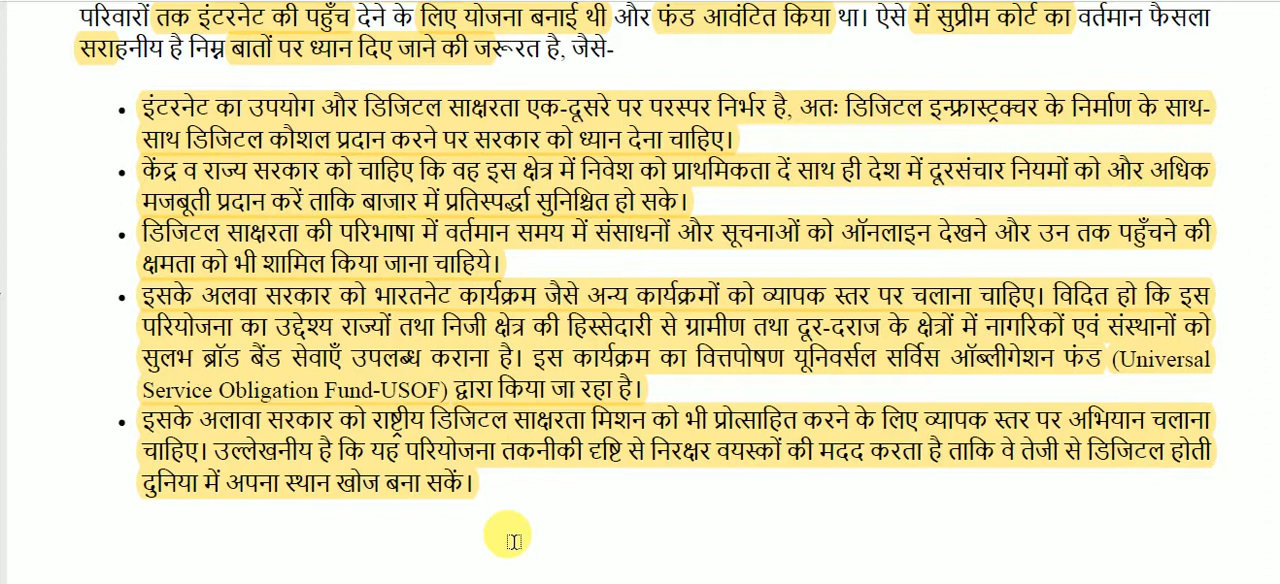 परिवारों तक इंटरनेट की पहुँच देने के लिए योजना बनाई थी और फंड आवंटित किया था। ऐसे में सुप्रीम कोर्ट का वर्तमान फैसला
सराहनीय है निम्न बातों पर ध्यान दिए जाने की जरूरत है, जैसे-
• इंटरनेट का उपयोग और डिजिटल साक्षरता एक-दूसरे पर परस्पर निर्भर है, अतः डिजिटल इन्फ्रास्ट्रक्चर के निर्माण के साथ-
साथ डिजिटल कौशल प्रदान करने पर सरकार को ध्यान देना चाहिए।
• केंद्र व राज्य सरकार को चाहिए कि वह इस क्षेत्र में निवेश को प्राथमिकता दें साथ ही देश में दूरसंचार नियमों को और अधिक
मजबूती प्रदान करें ताकि बाजार में प्रतिस्पर्द्धा सुनिश्चित हो सके।
• डिजिटल साक्षरता की परिभाषा में वर्तमान समय में संसाधनों और सूचनाओं को ऑनलाइन देखने और उन तक पहुँचने की
क्षमता को भी शामिल किया जाना चाहिये।
• इसके अलवा सरकार को भारतनेट कार्यक्रम जैसे अन्य कार्यक्रमों को व्यापक स्तर पर चलाना चाहिए। विदित हो कि इस
परियोजना का उद्देश्य राज्यों तथा निजी क्षेत्र की हिस्सेदारी से ग्रामीण तथा दूर-दराज के क्षेत्रों में नागरिकों एवं संस्थानों को
सुलभ ब्रॉड बैंड सेवाएँ उपलब्ध कराना है। इस कार्यक्रम का वित्तपोषण यूनिवर्सल सर्विस ऑब्लीगेशन फंड (Universal
Service Obligation Fund-USOF) द्वारा किया जा रहा है।
• इसके अलावा सरकार को राष्ट्रीय डिजिटल साक्षरता मिशन को भी प्रोत्साहित करने के लिए व्यापक स्तर पर अभियान चलाना
चाहिए। उल्लेखनीय है कि यह परियोजना तकनीकी दृष्टि से निरक्षर वयस्कों की मदद करता है ताकि वे तेजी से डिजिटल होती
दुनिया में अपना स्थान खोज बना सकें।